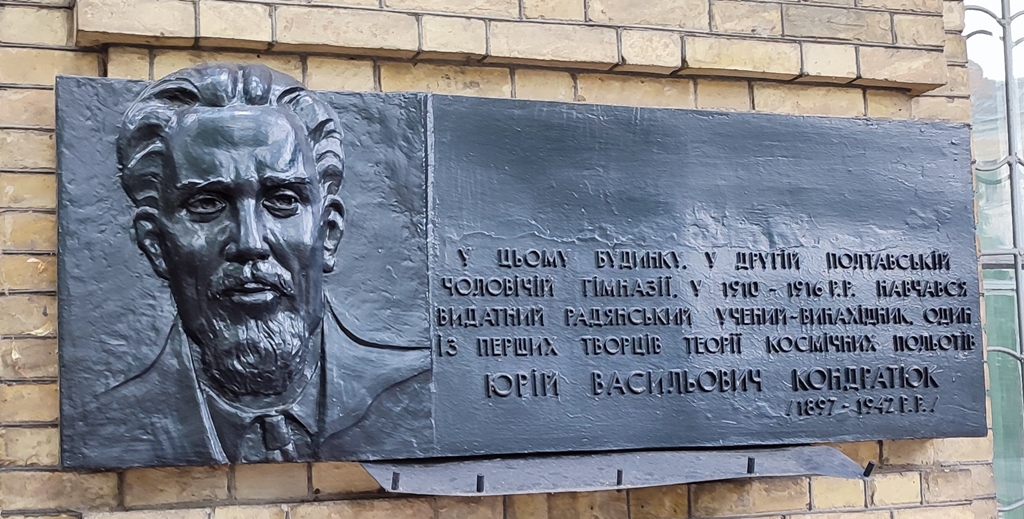 У ЦЬОМУ БУДИНКУ, У ДРУГІЙ ПОЛТАВСЬКІЙ
ЧОЛОВІЧІЙ ГІМНАЗІЇ, У 1910 - 1916 Р.Р. НАВЧАВСЯ
ВИДАТНИЙ РАДЯНСЬКИЙ УЧЕНИЙ-ВИНАХІДНИК, ОДИН
ІЗ ПЕРШИХ ТВОРЦІВ ТЕОРІЇ КОСМІЧНИХ ПОЛЬОТІВ
ЮРІЙ ВАСИЛЬОВИЧ КОНДРАТЮК
/1897 - 1942 Р.Р./